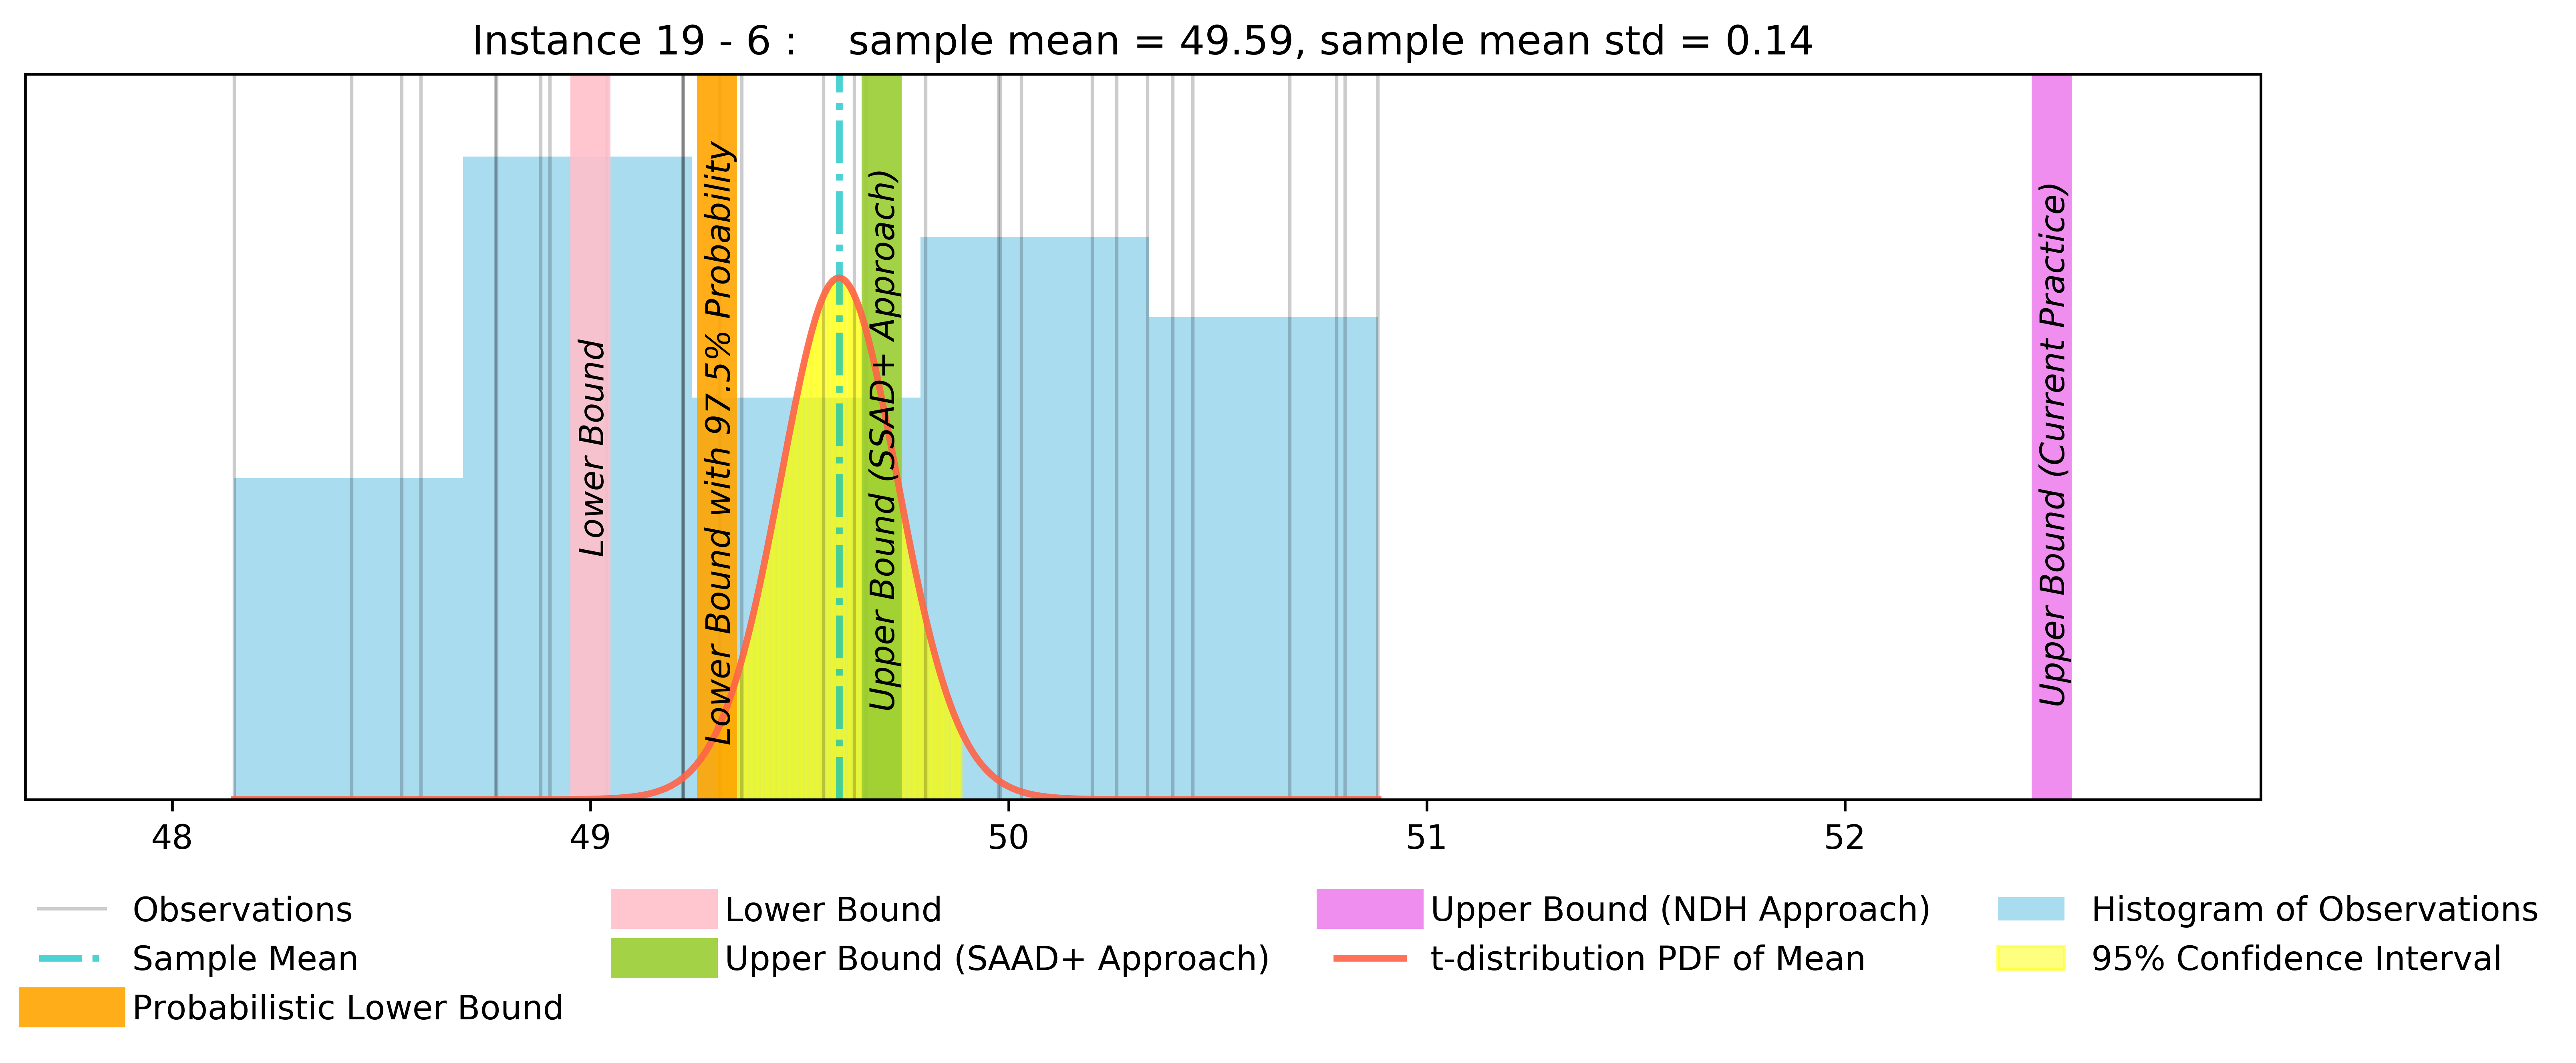 Instance 19 - 6 :    sample mean = 49.59, sample mean std = 0.14
Lower Bound
Lower Bound with 97.5% Probability
Upper Bound (SSAD+ Approach)
Upper Bound (Current Practice)
48 49 50 51 52
Observations
Sample Mean
Probabilistic Lower Bound
Lower Bound
Upper Bound (SAAD+ Approach)
Upper Bound (NDH Approach)
t-distribution PDF of Mean
Histogram of Observations
95% Confidence Interval